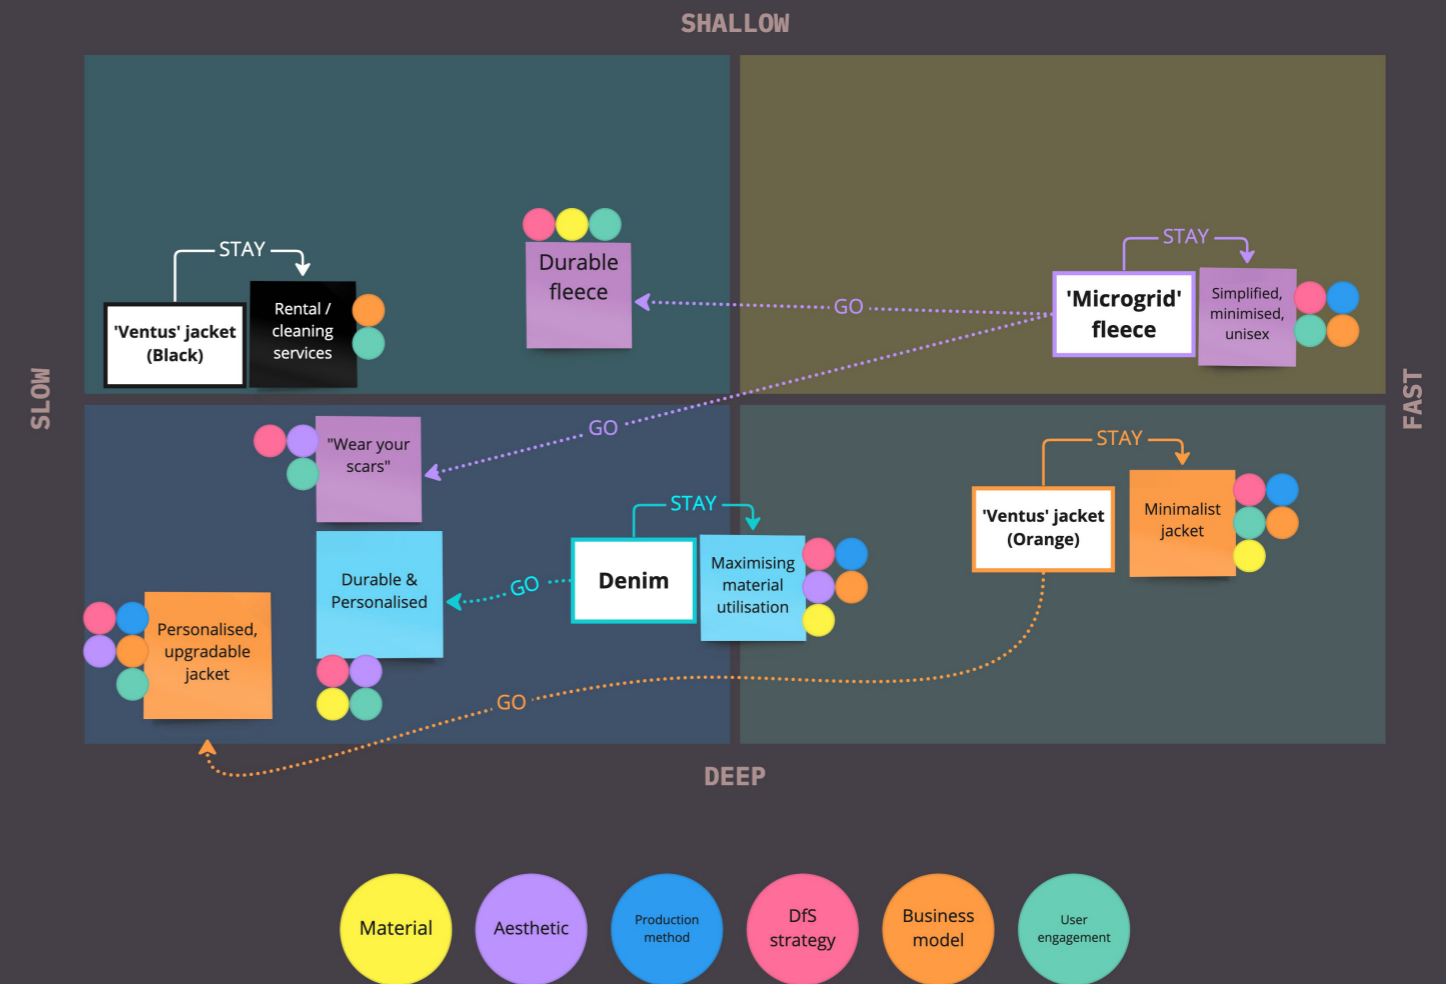 SHALLOW
STAY
'Ventus' jacket
(Black)
Rental /
cleaning
services
Durable
fleece
GO
STAY
'Microgrid'
fleece
Simplified,
minimised,
unisex
SLOW
FAST
"Wear your
scars"
GO
Durable &
Personalised
GO
STAY
Denim
Maximising
material
utilisation
STAY
'Ventus' jacket
(Orange)
Minimalist
jacket
Personalised,
upgradable
jacket
GO
DEEP
Material
Aesthetic
Production
method
DfS
strategy
Business
model
User
engagement